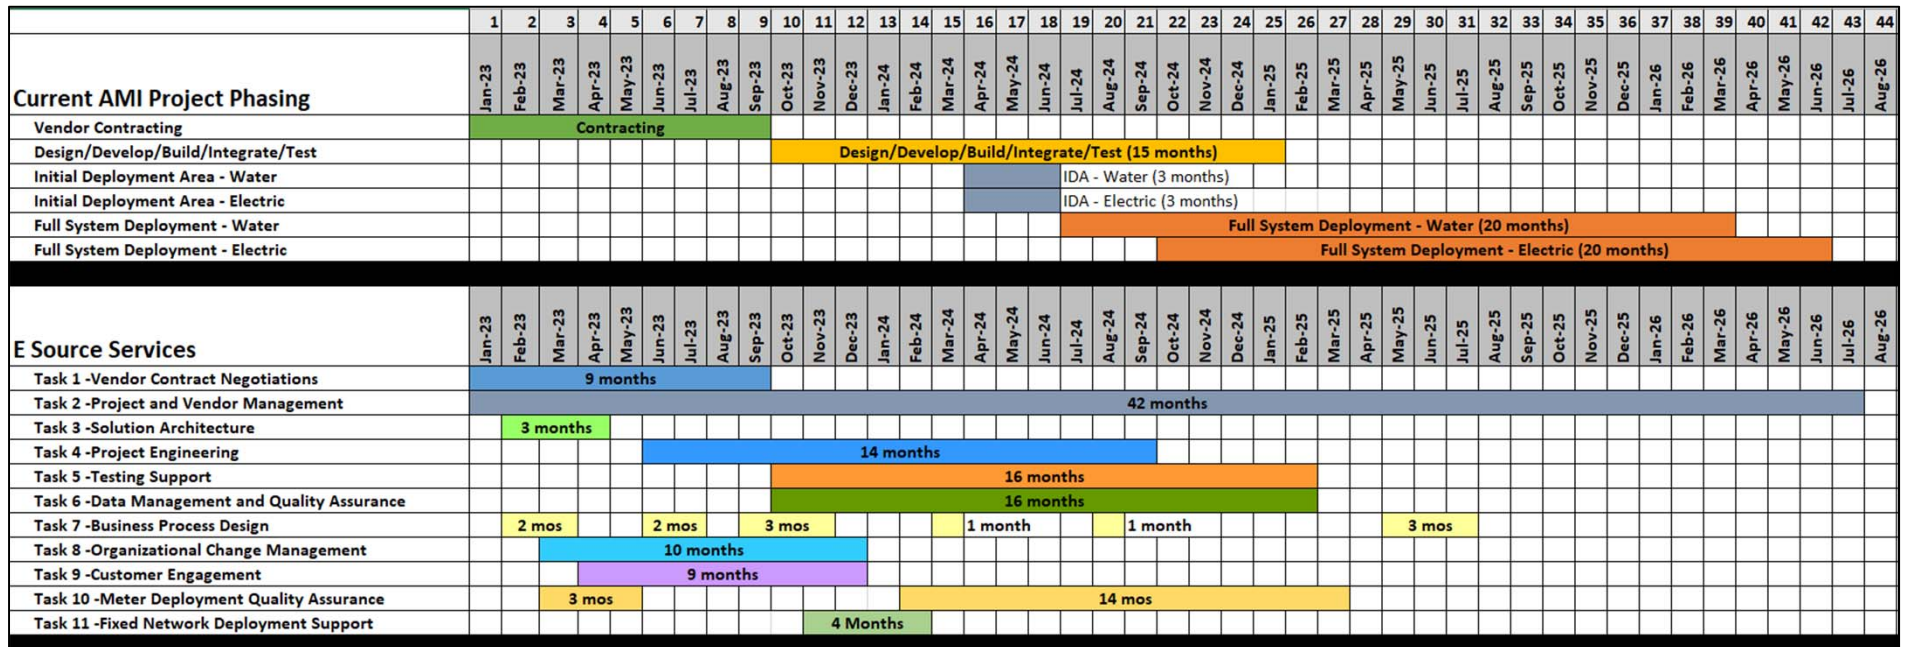 1 2 3 4 5 6 7 8 9 10 11 12 13 14 15 16 17 18 19 20 21 22 23 24 25 26 27 28 29 30 31 32 33 34 35 36 37 38 39 40 41 42 43 44
Current AMI Project Phasing Jan-23 Feb-23 Mar-23 Apr-23 May-23 Jun-23 Jul-23 Aug-23 Sep-23 Oct-23 Nov-23 Dec-23 Jan-24 Feb-24 Mar-24 Apr-24 May-24 Jun-24 Jul-24 Aug-24 Sep-24 Oct-24 Nov-24 Dec-24 Jan-25 Feb-25 Mar-25 Apr-25 May-25 Jun-25 Jul-25 Aug-25 Sep-25 Oct-25 Nov-25 Dec-25 Jan-26 Feb-26 Mar-26 Apr-26 May-26 Jun-26 Jul-26 Aug-26
Vendor Contracting Contracting
Design/Develop/Build/Integrate/Test Design/Develop/Build/Integrate/Test (15 months)
Initial Deployment Area - Water IDA - Water (3 months)
Initial Deployment Area - Electric IDA - Electric (3 months)
Full System Deployment - Water Full System Deployment - Water (20 months)
Full System Deployment - Electric Full System Deployment - Electric (20 months)
E Source Services Jan-23 Feb-23 Mar-23 Apr-23 May-23 Jun-23 Jul-23 Aug-23 Sep-23 Oct-23 Nov-23 Dec-23 Jan-24 Feb-24 Mar-24 Apr-24 May-24 Jun-24 Jul-24 Aug-24 Sep-24 Oct-24 Nov-24 Dec-24 Jan-25 Feb-25 Mar-25 Apr-25 May-25 Jun-25 Jul-25 Aug-25 Sep-25 Oct-25 Nov-25 Dec-25 Jan-26 Feb-26 Mar-26 Apr-26 May-26 Jun-26 Jul-26 Aug-26
Task 1 -Vendor Contract Negotiations 9 months
Task 2 -Project and Vendor Management 42 months
Task 3 -Solution Architecture 3 months
Task 4 -Project Engineering 14 months
Task 5 -Testing Support 16 months
Task 6 -Data Management and Quality Assurance 16 months
Task 7 -Business Process Design 2 mos 2 mos 3 mos 1 month 1 month 3 mos
Task 8 -Organizational Change Management 10 months
Task 9 -Customer Engagement 9 months
Task 10 -Meter Deployment Quality Assurance 3 mos 14 mos
Task 11 -Fixed Network Deployment Support 4 Months